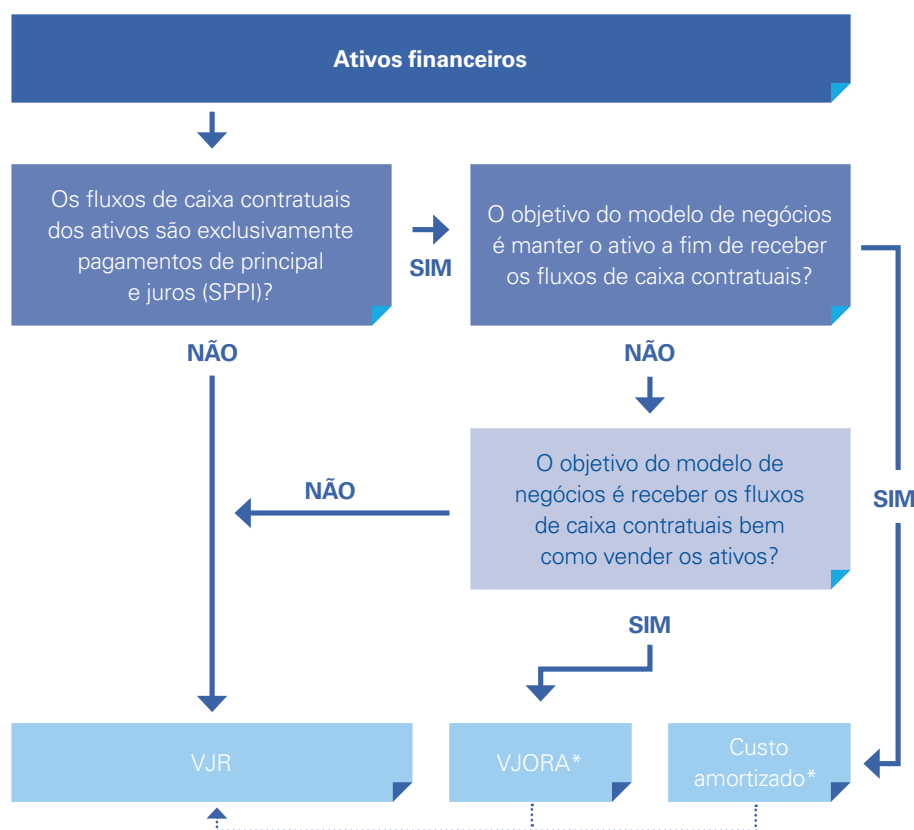 Ativos financeiros
Os fluxos de caixa contratuais
dos ativos são exclusivamente
pagamentos de principal
e juros (SPPI)?
SIM
O objetivo do modelo de negócios
é manter o ativo a fim de receber
os fluxos de caixa contratuais?
NÃO
NÃO
O objetivo do modelo de
negócios é receber os fluxos
de caixa contratuais bem
como vender os ativos?
NÃO
SIM
SIM
VJR
VJORA*
Custo
amortizado*